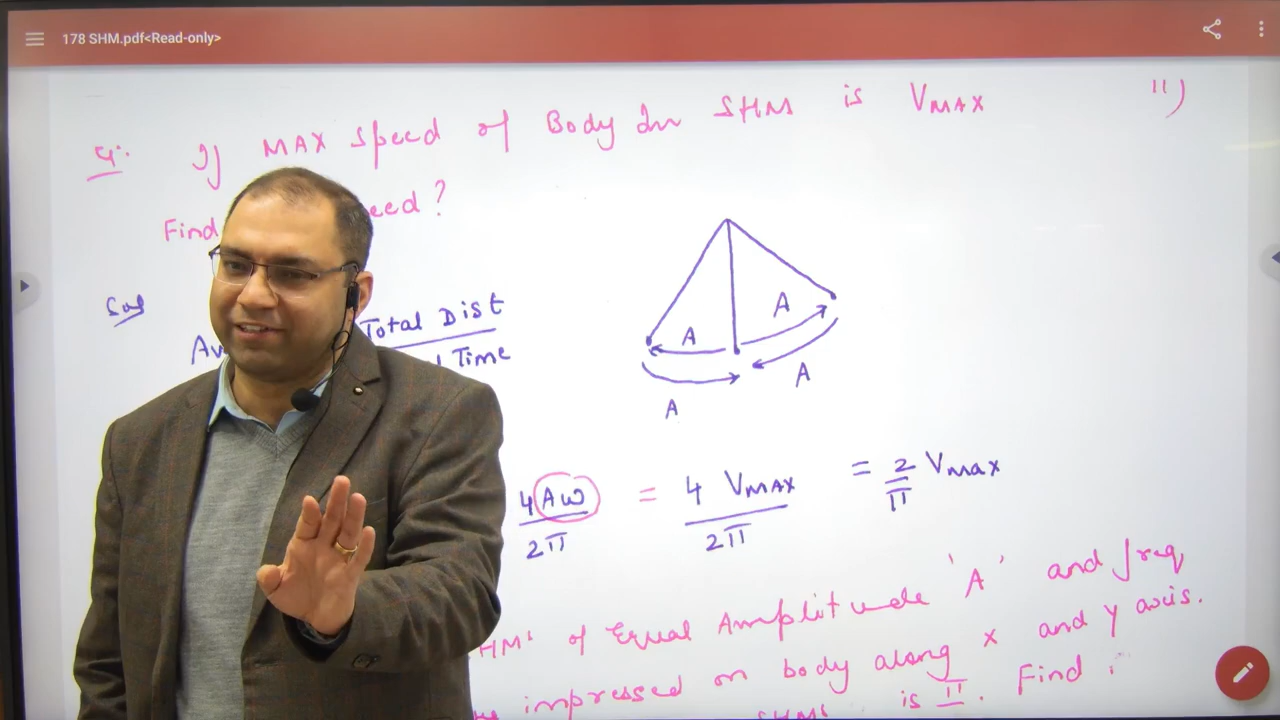 178 SHM.pdf<Read-only>
If MAX Speed of Body In SHM is VMAX
11)
Find eed?
Sol
Av Total Dist
Time
A
A
A
A
4Aω = 4 VMAX = 2 Vmax
2π 2π π
HM' of Equal Amplitude 'A' and freq
impressed on body along x and y axis.
SHM' is π. Find